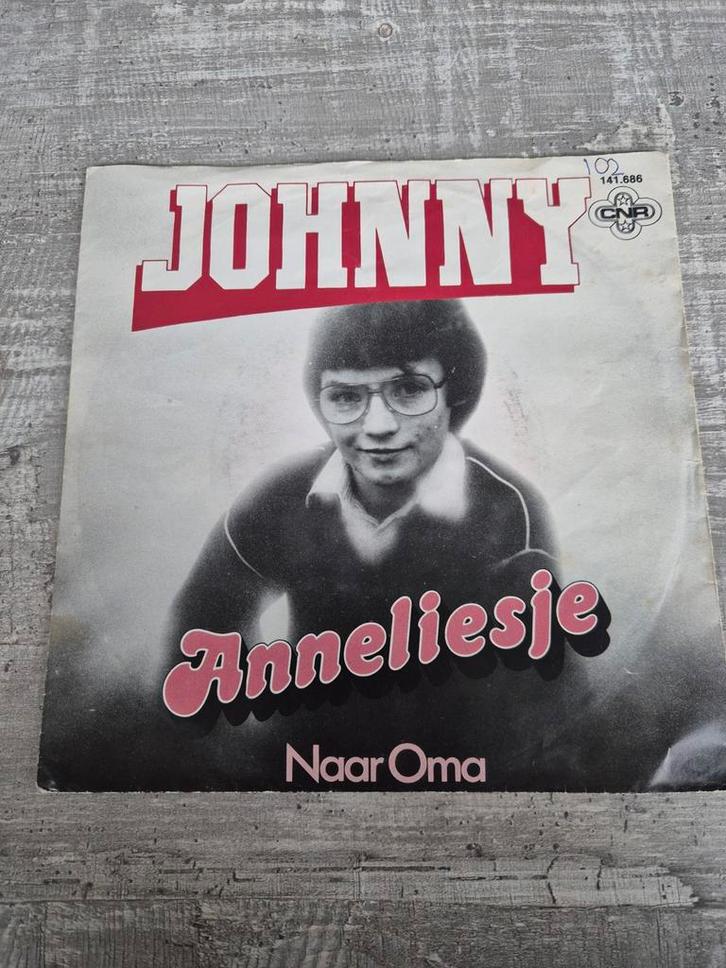 102
141.686
CNR
JOHNNY
Anneliesje
Naar Oma